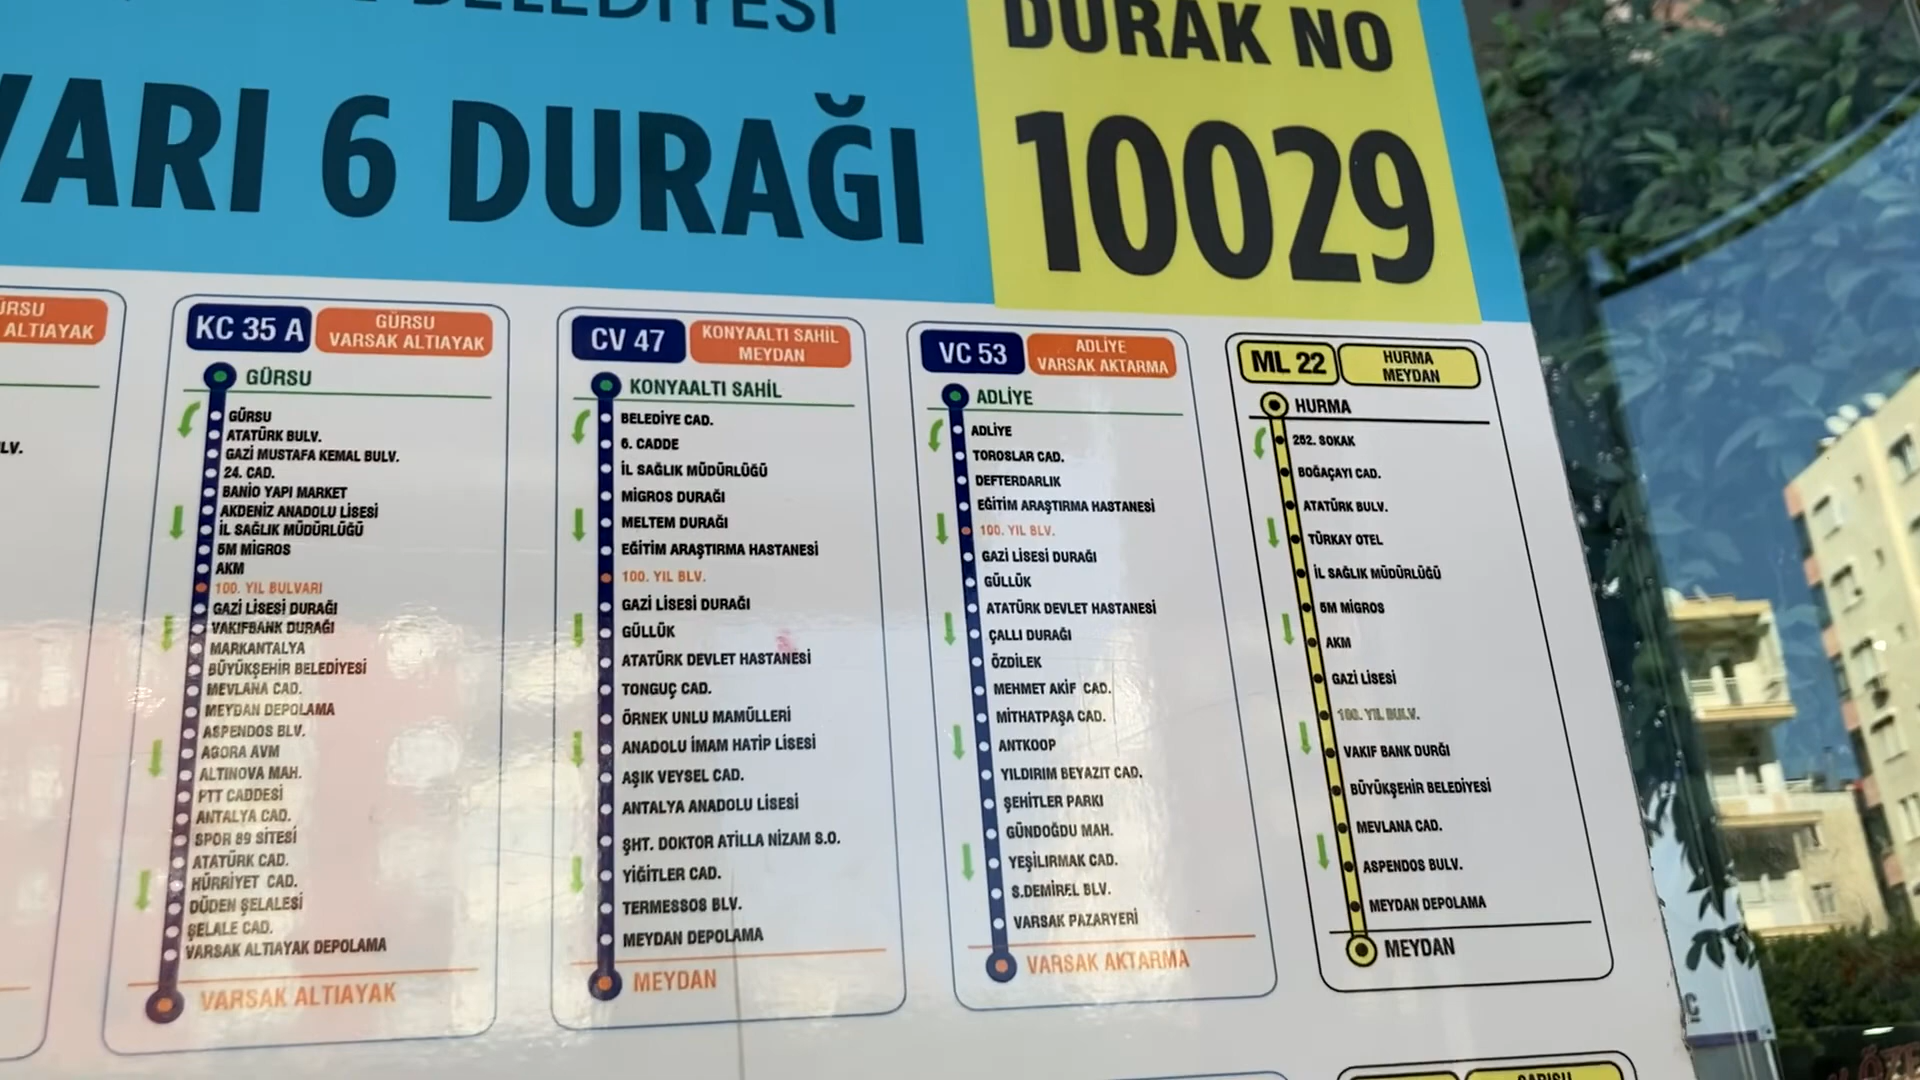 BELEDİYESİ
VARI 6 DURAĞI
DURAK NO
10029
ALTIAYAK
KC 35 A
GÜRSU
VARSAK ALTIAYAK
GÜRSU
GÜRSU
ATATÜRK BULV.
GAZİ MUSTAFA KEMAL BULV.
24. CAD.
BANİO YAPI MARKET
AKDENİZ ANADOLU LİSESİ
İL SAĞLIK MÜDÜRLÜĞÜ
5M MİGROS
AKM
100. YIL BULVARI
GAZİ LİSESİ DURAĞI
VAKIFBANK DURAĞI
MARKANTALYA
BÜYÜKŞEHİR BELEDİYESİ
MEVLANA CAD.
MEYDAN DEPOLAMA
ASPENDOS BLV.
AGORA AVM
ALTINOVA MAH.
PTT CADDESİ
ANTALYA CAD.
SPOR 89 SİTESİ
ATATÜRK CAD.
HÜRRİYET CAD.
DÜDEN ŞELALESİ
ŞELALE CAD.
VARSAK ALTIAYAK DEPOLAMA
VARSAK ALTIAYAK
CV 47
KONYAALTI SAHİL
MEYDAN
KONYAALTI SAHİL
BELEDİYE CAD.
6. CADDE
İL SAĞLIK MÜDÜRLÜĞÜ
MİGROS DURAĞI
MELTEM DURAĞI
EĞİTİM ARAŞTIRMA HASTANESİ
100. YIL BLV.
GAZİ LİSESİ DURAĞI
GÜLLÜK
ATATÜRK DEVLET HASTANESİ
TONGUÇ CAD.
ÖRNEK UNLU MAMÜLLERİ
ANADOLU İMAM HATİP LİSESİ
AŞIK VEYSEL CAD.
ANTALYA ANADOLU LİSESİ
ŞHT. DOKTOR ATİLLA NİZAM S.O.
YİĞİTLER CAD.
TERMESSOS BLV.
MEYDAN DEPOLAMA
MEYDAN
VC 53
ADLİYE
VARSAK AKTARMA
ADLİYE
ADLİYE
TOROSLAR CAD.
DEFTERDARLIK
EĞİTİM ARAŞTIRMA HASTANESİ
100. YIL BLV.
GAZİ LİSESİ DURAĞI
GÜLLÜK
ATATÜRK DEVLET HASTANESİ
ÇALLI DURAĞI
ÖZDİLEK
MEHMET AKİF CAD.
MİTHATPAŞA CAD.
ANTKOOP
YILDIRIM BEYAZIT CAD.
ŞEHİTLER PARKI
GÜNDOĞDU MAH.
YEŞİLIRMAK CAD.
S.DEMİREL BLV.
VARSAK PAZARYERİ
VARSAK AKTARMA
ML 22
HURMA
MEYDAN
HURMA
252. SOKAK
BOĞAÇAYI CAD.
ATATÜRK BULV.
TÜRKAY OTEL
İL SAĞLIK MÜDÜRLÜĞÜ
5M MİGROS
AKM
GAZİ LİSESİ
100. YIL BULV.
VAKIF BANK DURĞI
BÜYÜKŞEHİR BELEDİYESİ
MEVLANA CAD.
ASPENDOS BULV.
MEYDAN DEPOLAMA
MEYDAN